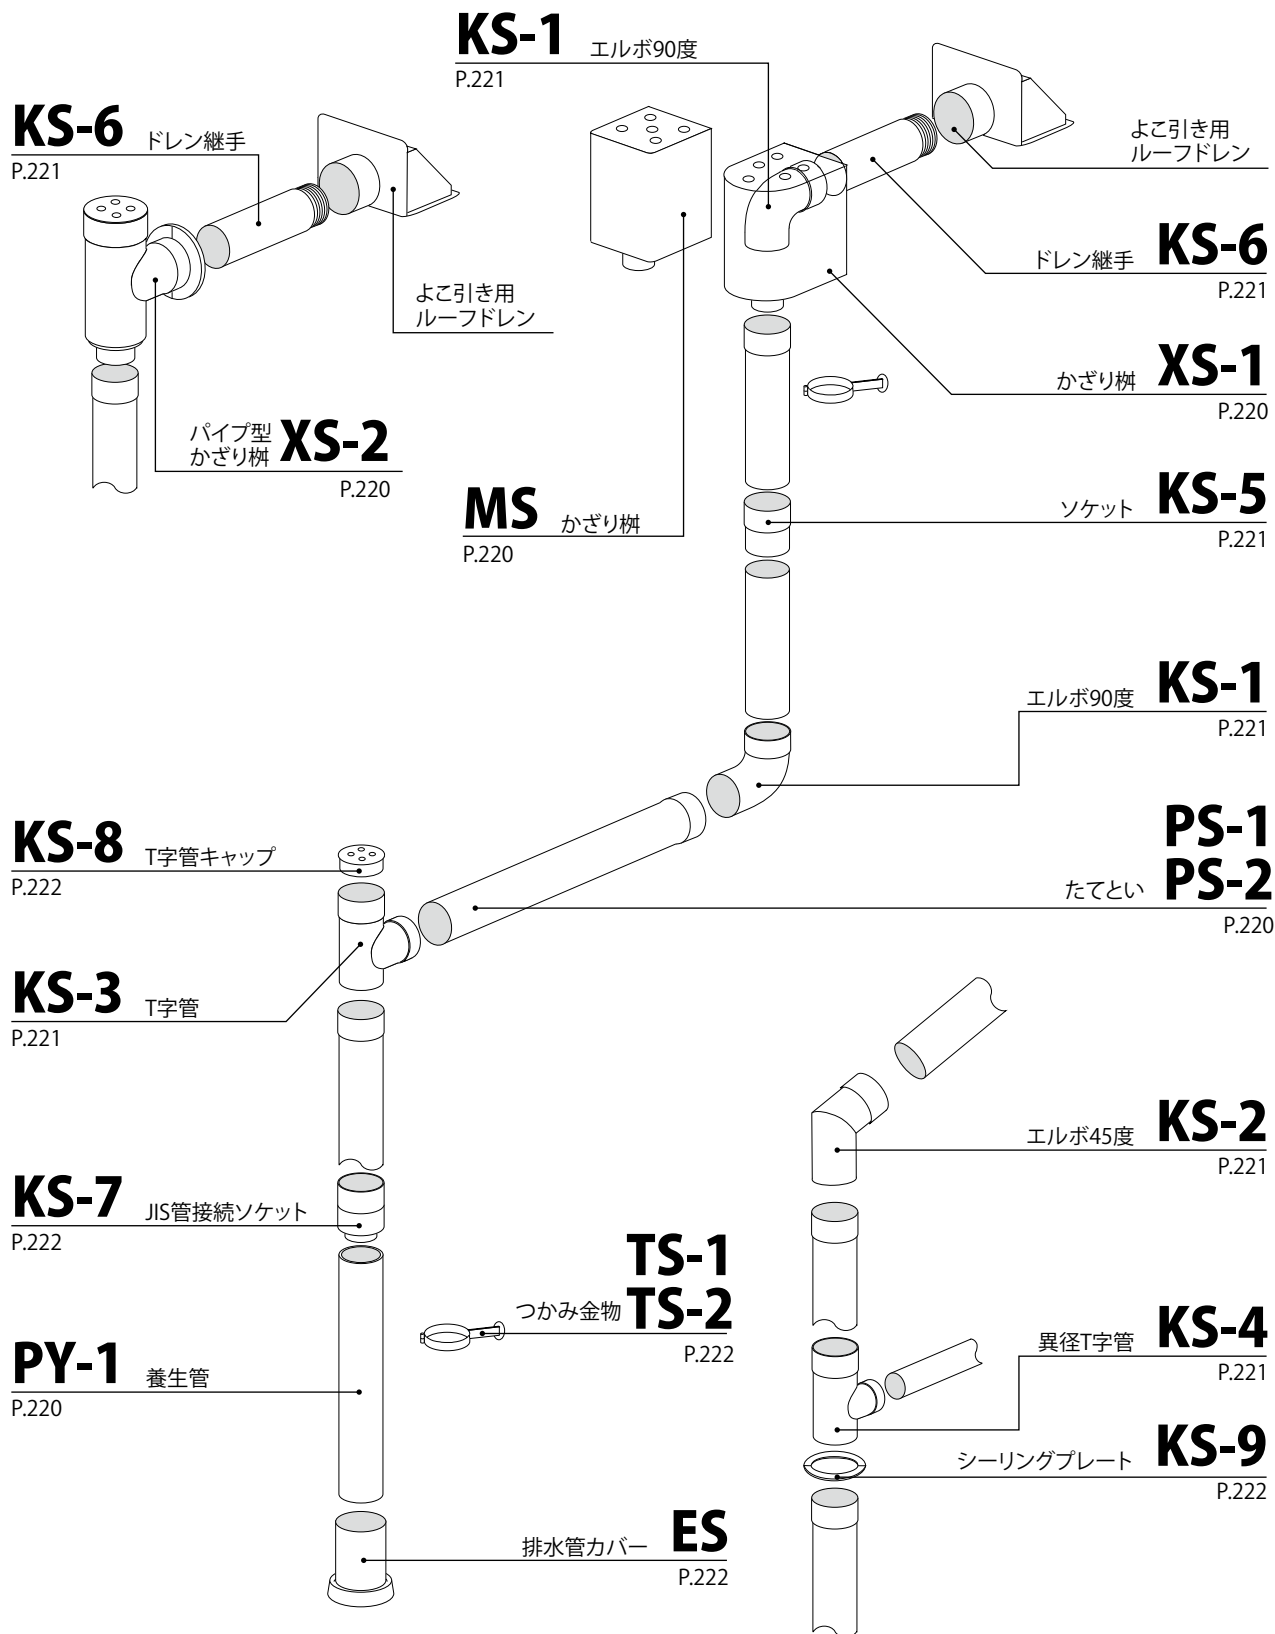 KS-1 エルボ90度
P.221
KS-6 ドレン継手
P.221
よこ引き用
ルーフドレン
よこ引き用
ルーフドレン
ドレン継手 KS-6
P.221
かざり桝 XS-1
P.220
パイプ型
かざり桝 XS-2
P.220
MS かざり桝
P.220
ソケット KS-5
P.221
エルボ90度 KS-1
P.221
KS-8 T字管キャップ
P.222
PS-1
たてとい PS-2
P.220
KS-3 T字管
P.221
エルボ45度 KS-2
P.221
KS-7 JIS管接続ソケット
P.222
TS-1
つかみ金物 TS-2
P.222
PY-1 養生管
P.220
異径T字管 KS-4
P.221
シーリングプレート KS-9
P.222
排水管カバー ES
P.222